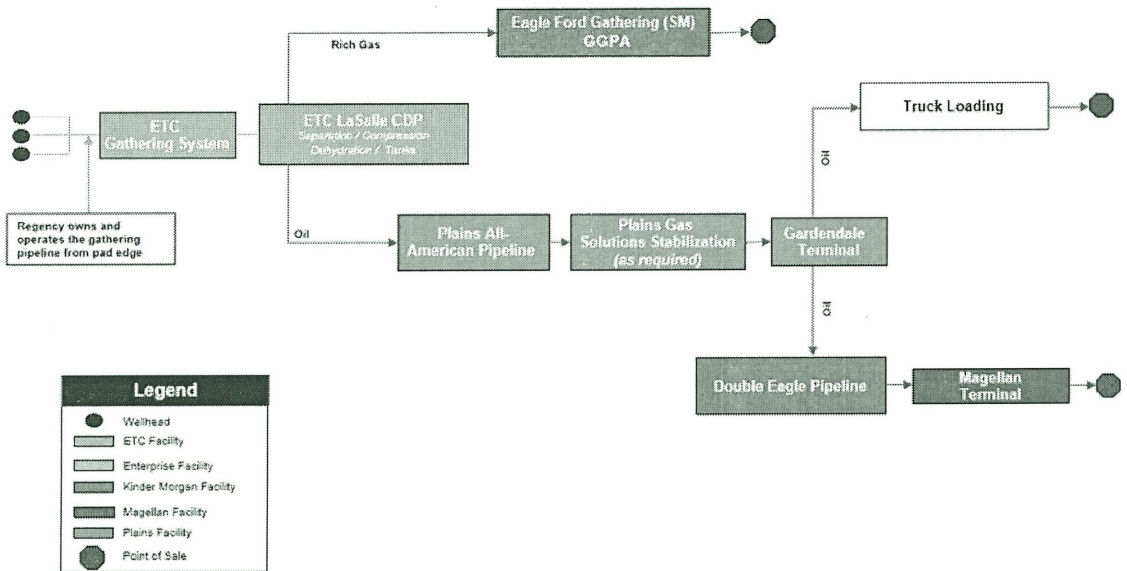 Eagle Ford Gathering (SM)
GGPA
Rich Gas
Truck Loading
ETC
Gathering System
ETC LaSalle CDP
Separation / Compression
Dehydration / Tanks
Oil
Regency owns and
operates the gathering
pipeline from pad edge
Oil
Plains All-
American Pipeline
Plains Gas
Solutions Stabilization
(as required)
Gardendale
Terminal
Oil
Double Eagle Pipeline
Magellan
Terminal
Legend
Wellhead
ETC Facility
Enterprise Facility
Kinder Morgan Facility
Magellan Facility
Plains Facility
Point of Sale